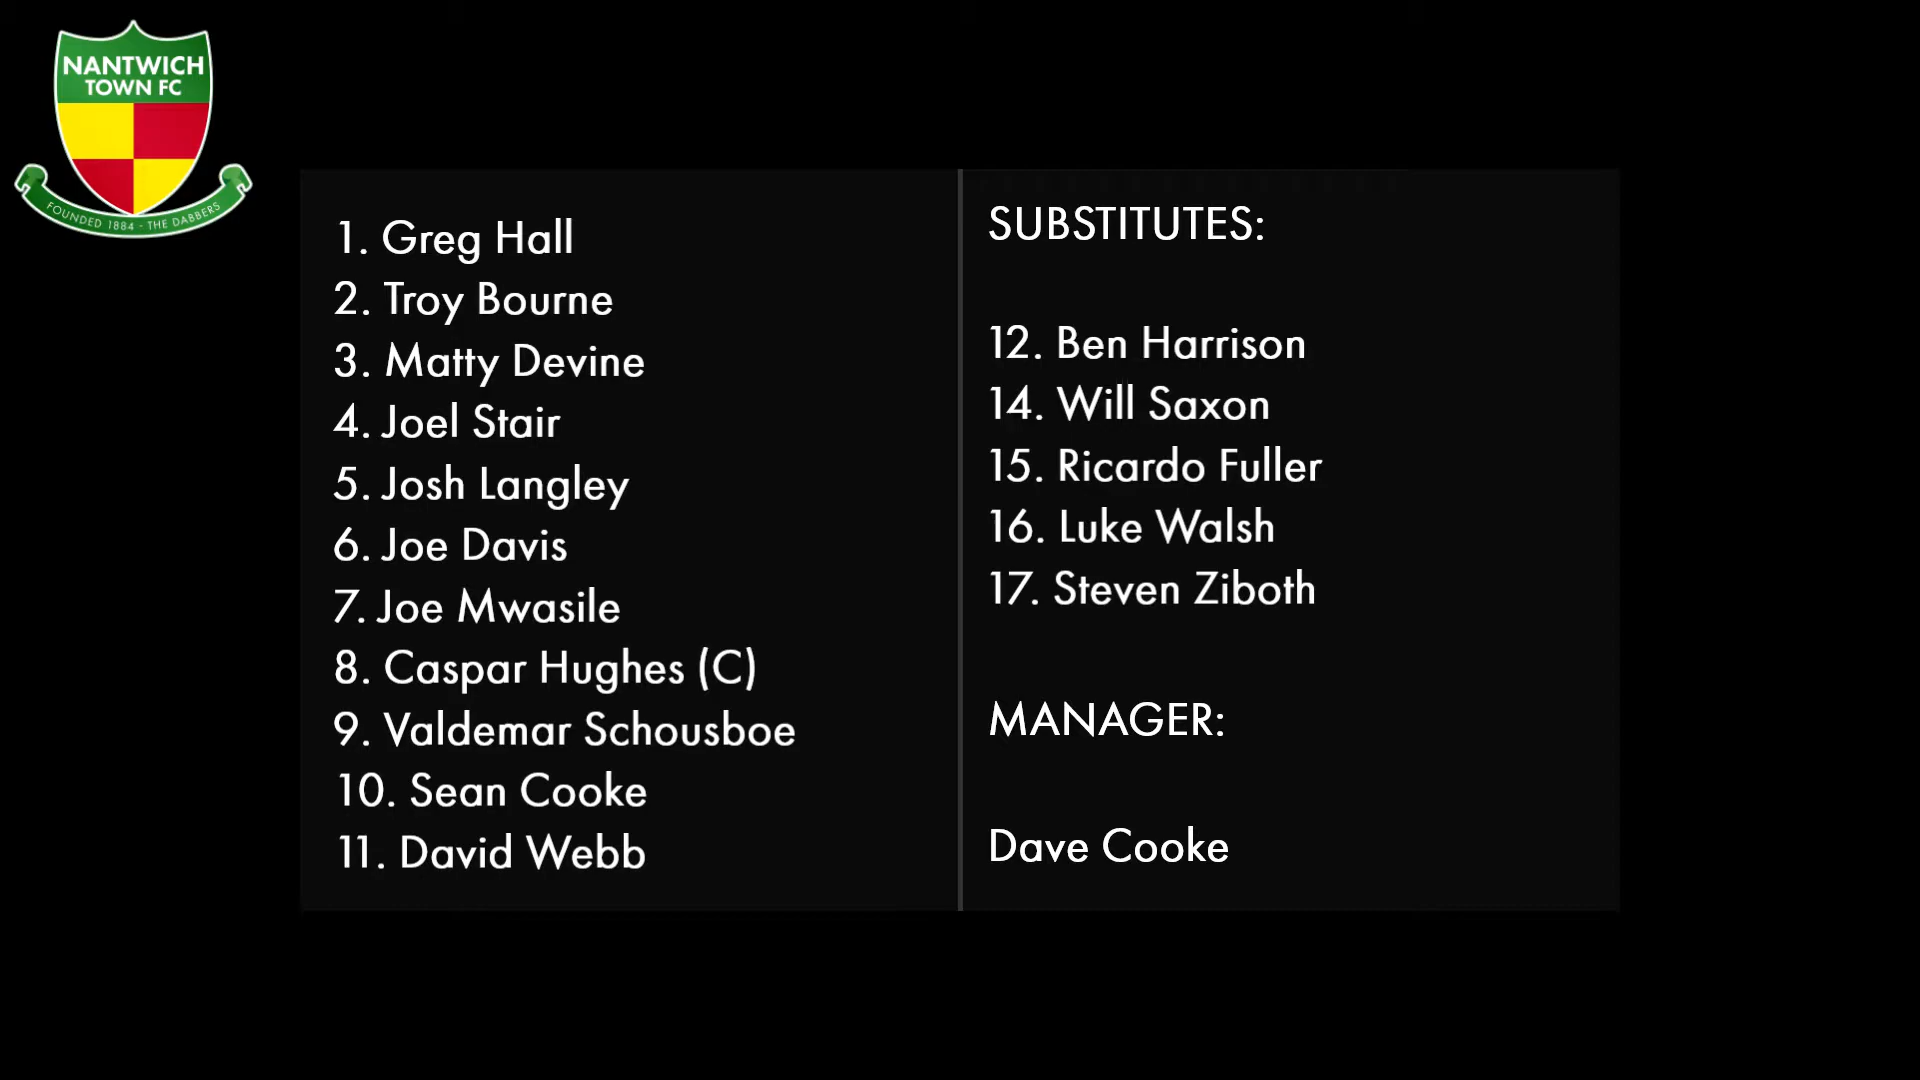 NANTWICH
TOWN FC
FOUNDED 1884 - THE DABBERS
1. Greg Hall
2. Troy Bourne
3. Matty Devine
4. Joel Stair
5. Josh Langley
6. Joe Davis
7. Joe Mwasile
8. Caspar Hughes (C)
9. Valdemar Schousboe
10. Sean Cooke
11. David Webb
SUBSTITUTES:
12. Ben Harrison
14. Will Saxon
15. Ricardo Fuller
16. Luke Walsh
17. Steven Ziboth
MANAGER:
Dave Cooke